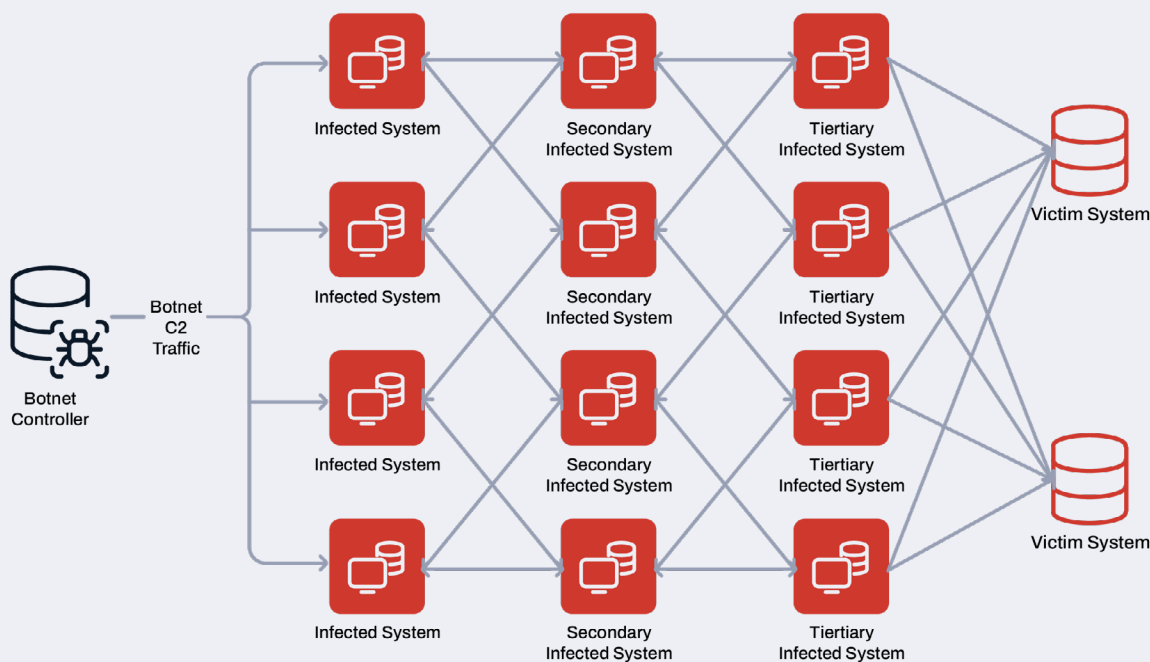 Infected System
Secondary
Infected System
Tiertiary
Infected System
Victim System
Infected System
Secondary
Infected System
Tiertiary
Infected System
Botnet
C2
Traffic
Botnet
Controller
Infected System
Secondary
Infected System
Tiertiary
Infected System
Victim System
Infected System
Secondary
Infected System
Tiertiary
Infected System